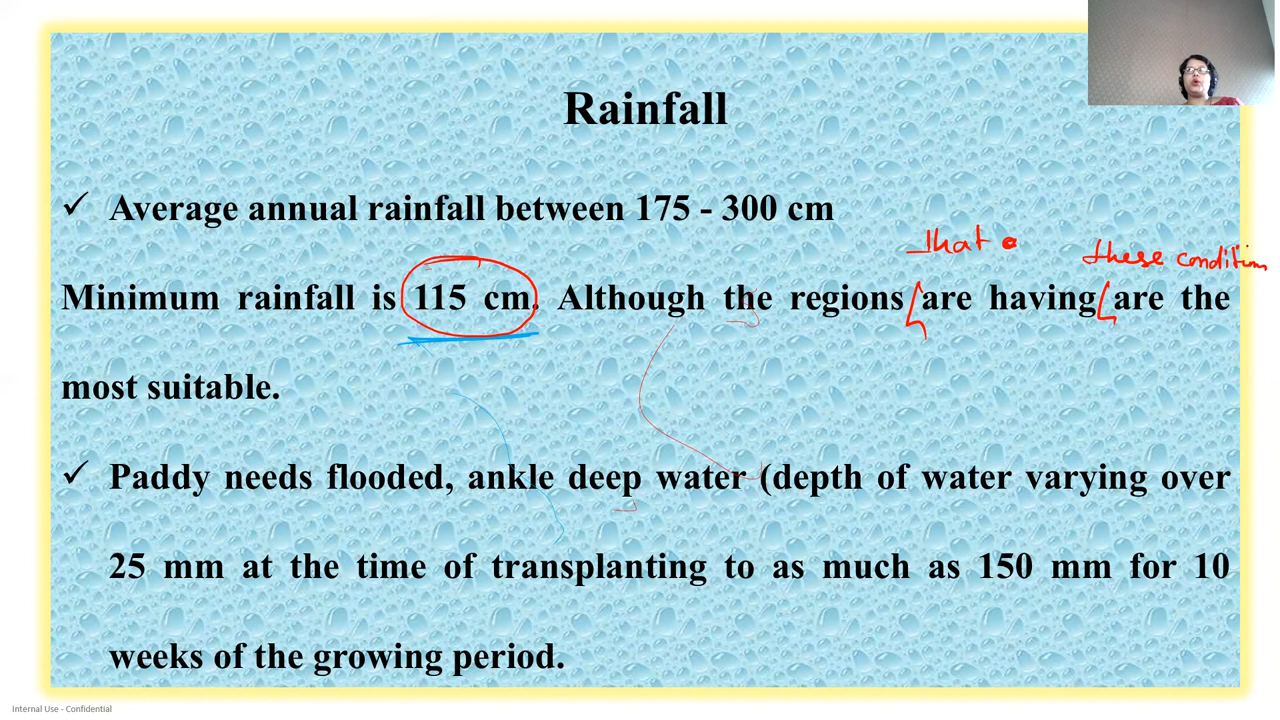 Rainfall
✓ Average annual rainfall between 175 - 300 cm
that
these conditions
Minimum rainfall is 115 cm. Although the regions are having are the
most suitable.
✓ Paddy needs flooded, ankle deep water (depth of water varying over
25 mm at the time of transplanting to as much as 150 mm for 10
weeks of the growing period.
Internal Use - Confidential